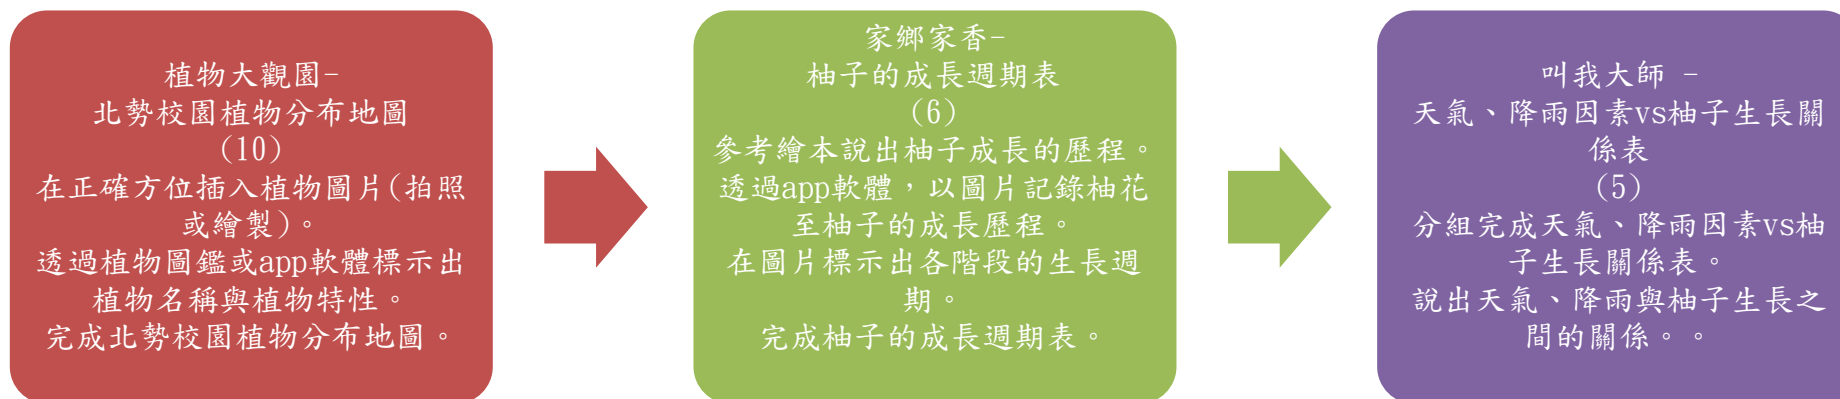 植物大觀園-
北勢校園植物分布地圖
(10)
在正確方位插入植物圖片(拍照
或繪製)。
透過植物圖鑑或app軟體標示出
植物名稱與植物特性。
完成北勢校園植物分布地圖。
家鄉家香-
柚子的成長週期表
(6)
參考繪本說出柚子成長的歷程。
透過app軟體，以圖片記錄柚花
至柚子的成長歷程。
在圖片標示出各階段的生長週
期。
完成柚子的成長週期表。
叫我大師 -
天氣、降雨因素vs柚子生長關
係表
(5)
分組完成天氣、降雨因素vs柚
子生長關係表。
說出天氣、降雨與柚子生長之
間的關係。。